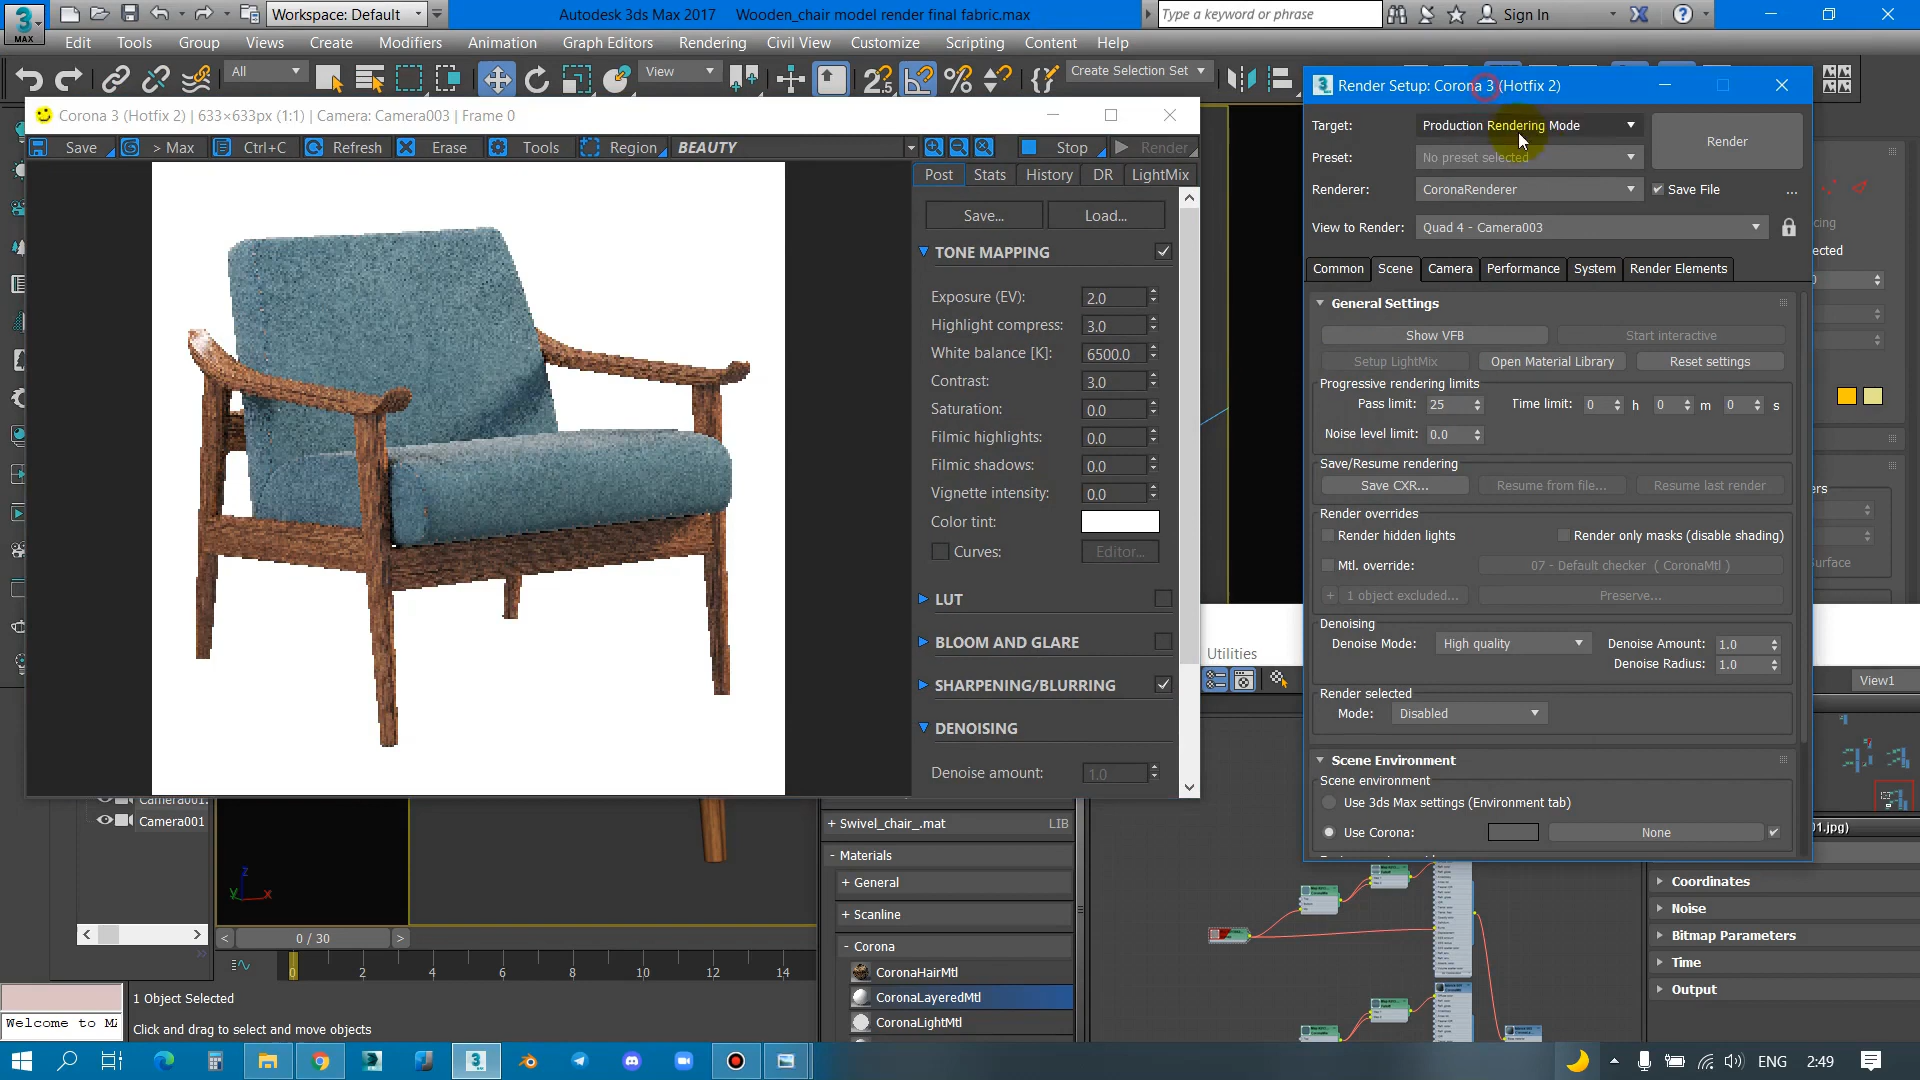 Workspace: Default
Autodesk 3ds Max 2017
Wooden_chair model render final fabric.max
Type a keyword or phrase
Sign In
MAX
Edit
Tools
Group
Views
Create
Modifiers
Animation
Graph Editors
Rendering
Civil View
Customize
Scripting
Content
Help
All
View
Create Selection Set
Corona 3 (Hotfix 2) | 633×633px (1:1) | Camera: Camera003 | Frame 0
Save
> Max
Ctrl+C
Refresh
Erase
Tools
Region
BEAUTY
Stop
Render
Post
Stats
History
DR
LightMix
Save...
Load...
TONE MAPPING
Exposure (EV): 2.0
Highlight compress: 3.0
White balance [K]: 6500.0
Contrast: 3.0
Saturation: 0.0
Filmic highlights: 0.0
Filmic shadows: 0.0
Vignette intensity: 0.0
Color tint:
Curves: Editor...
LUT
BLOOM AND GLARE
SHARPENING/BLURRING
DENOISING
Denoise amount: 1.0
Render Setup: Corona 3 (Hotfix 2)
Target: Production Rendering Mode
Render
Preset: No preset selected
Renderer: CoronaRenderer
Save File ...
View to Render: Quad 4 - Camera003
Common
Scene
Camera
Performance
System
Render Elements
General Settings
Show VFB
Start interactive
Setup LightMix
Open Material Library
Reset settings
Progressive rendering limits
Pass limit: 25
Time limit: 0 h 0 m 0 s
Noise level limit: 0.0
Save/Resume rendering
Save CXR...
Resume from file...
Resume last render
Render overrides
Render hidden lights
Render only masks (disable shading)
Mtl. override:
07 - Default checker ( CoronaMtl )
+ 1 object excluded...
Preserve...
Denoising
Denoise Mode: High quality
Denoise Amount: 1.0
Denoise Radius: 1.0
Render selected
Mode: Disabled
Scene Environment
Scene environment
Use 3ds Max settings (Environment tab)
Use Corona: None
Utilities
View1
Camera001
Camera001
+ Swivel_chair_.mat LIB
- Materials
+ General
+ Scanline
- Corona
CoronaHairMtl
CoronaLayeredMtl
CoronaLightMtl
Coordinates
Noise
Bitmap Parameters
Time
Output
0 / 30
0 2 4 6 8 10 12 14
1 Object Selected
Click and drag to select and move objects
ENG
2:49